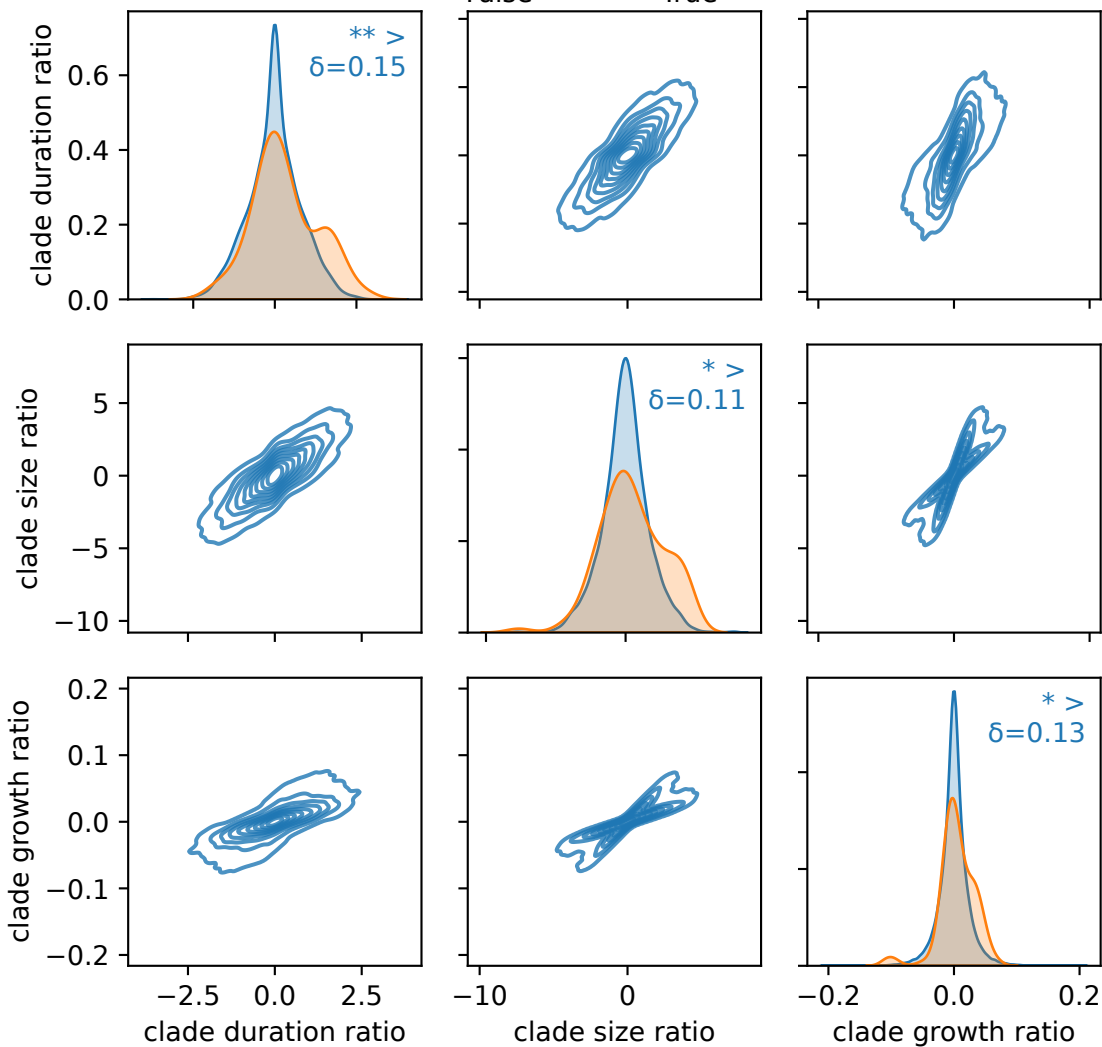 clade duration ratio
0.6
0.4
0.2
0.0
** >
δ=0.15
clade size ratio
5
0
−5
−10
* >
δ=0.11
clade growth ratio
0.2
0.1
0.0
−0.1
−0.2
* >
δ=0.13
−2.5 0.0 2.5
−10 0
−0.2 0.0 0.2
clade duration ratio
clade size ratio
clade growth ratio